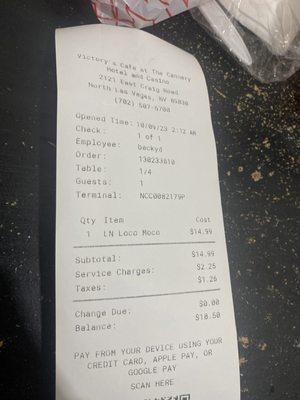 Victory's Cafe at The Cannery
Hotel and Casino
2121 East Craig Road
North Las Vegas, NV 89030
(702) 507-5700
Opened Time: 10/09/23 2:12 AM
Check: 1 of 1
Employee: beckyd
Order: 130233610
Table: 1/4
Guests: 1
Terminal: NCC0082179P
Qty Item Cost
1 LN Loco Moco $14.99
Subtotal: $14.99
Service Charges: $2.25
Taxes: $1.26
Change Due: $0.00
Balance: $18.50
PAY FROM YOUR DEVICE USING YOUR
CREDIT CARD, APPLE PAY, OR
GOOGLE PAY
SCAN HERE